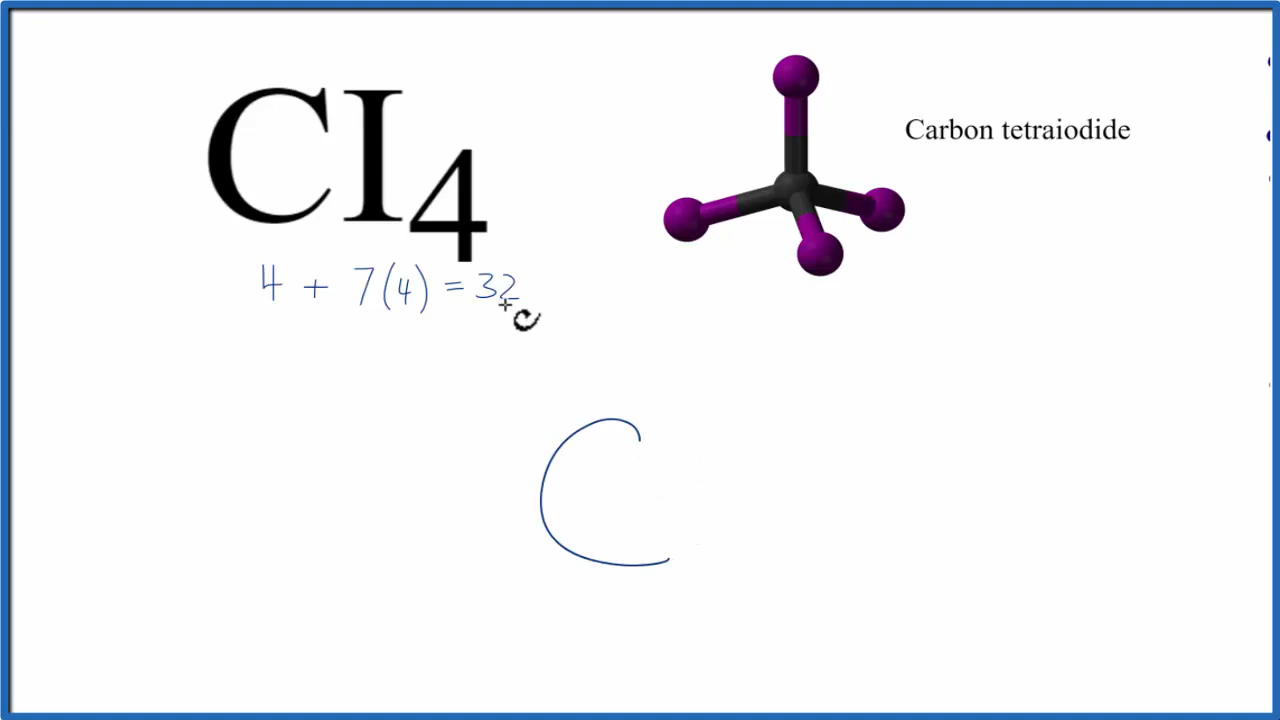 CI₄
Carbon tetraiodide
4 + 7(4) = 32
C